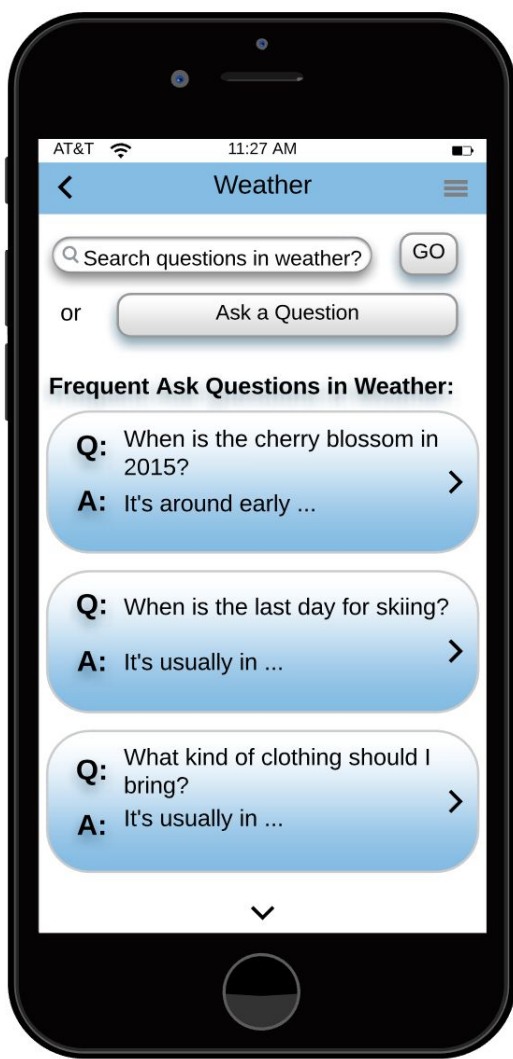 AT&T 11:27 AM
Weather
Search questions in weather? GO
or Ask a Question
Frequent Ask Questions in Weather:
Q: When is the cherry blossom in
2015?
A: It's around early ...
Q: When is the last day for skiing?
A: It's usually in ...
Q: What kind of clothing should I
bring?
A: It's usually in ...